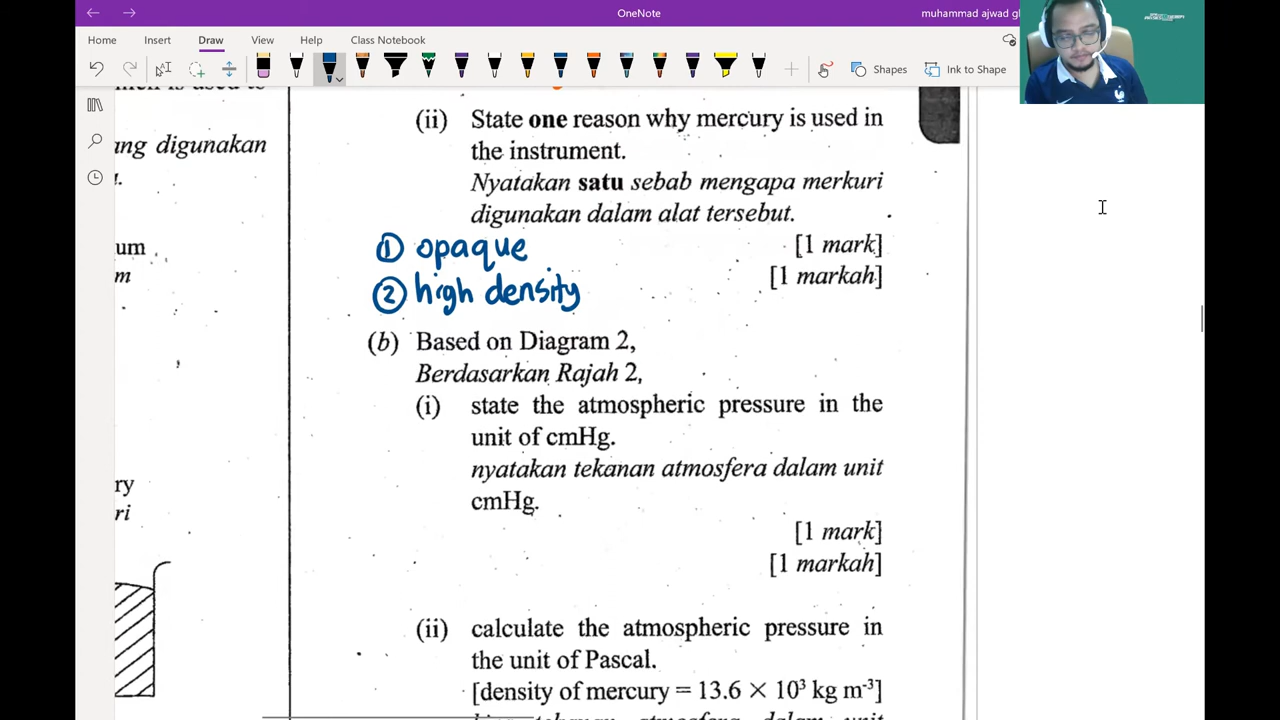 OneNote
muhammad ajwad gh
Home Insert Draw View Help Class Notebook
Shapes
Ink to Shape
ang digunakan
um
m
ry
ri
(ii) State one reason why mercury is used in
the instrument.
Nyatakan satu sebab mengapa merkuri
digunakan dalam alat tersebut.
[1 mark]
[1 markah]
① opaque
② high density
(b) Based on Diagram 2,
Berdasarkan Rajah 2,
(i) state the atmospheric pressure in the
unit of cmHg.
nyatakan tekanan atmosfera dalam unit
cmHg.
[1 mark]
[1 markah]
(ii) calculate the atmospheric pressure in
the unit of Pascal.
[density of mercury = 13.6 × 10³ kg m⁻³]